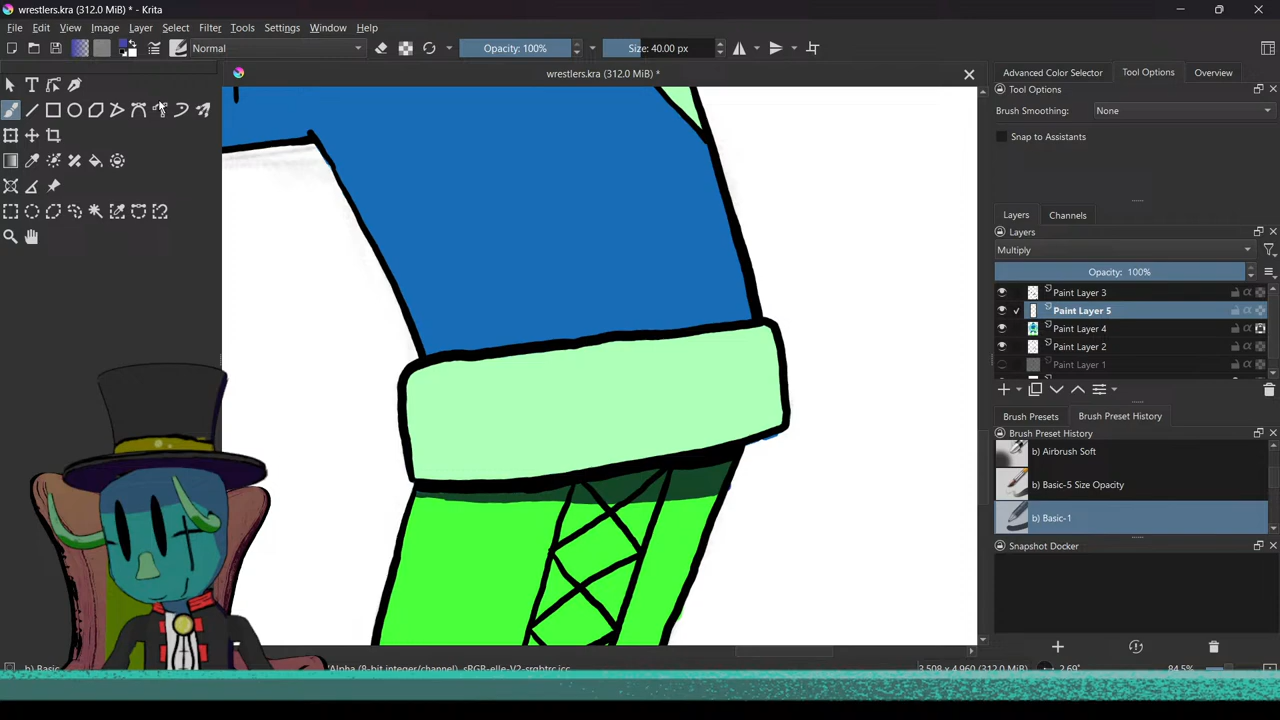 wrestlers.kra (312.0 MiB) * - Krita
File Edit View Image Layer Select Filter Tools Settings Window Help
Normal Opacity: 100% Size: 40.00 px
wrestlers.kra (312.0 MiB) *
Advanced Color Selector Tool Options Overview
Tool Options
Brush Smoothing: None
Snap to Assistants
Layers Channels
Layers
Multiply
Opacity: 100%
Paint Layer 3
Paint Layer 5
Paint Layer 4
Paint Layer 2
Paint Layer 1
Brush Presets Brush Preset History
Brush Preset History
b) Airbrush Soft
b) Basic-5 Size Opacity
b) Basic-1
Snapshot Docker